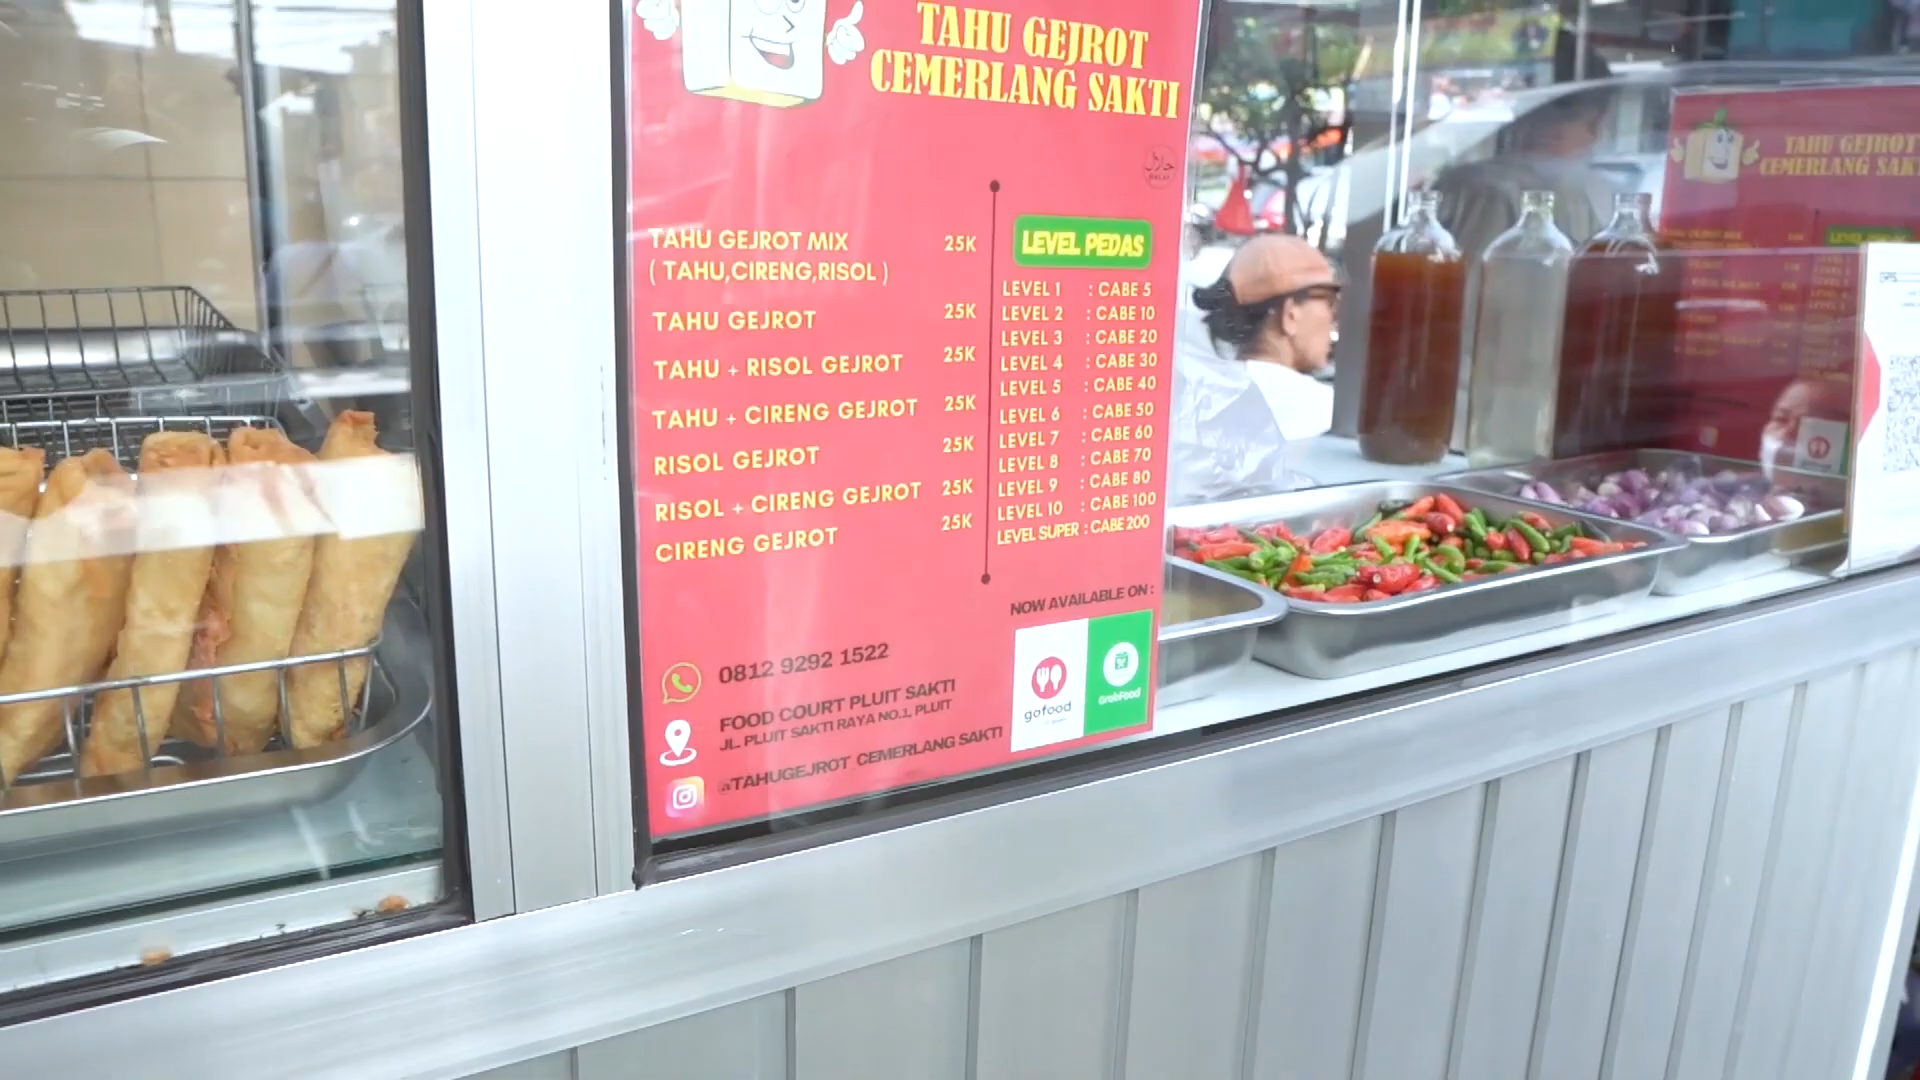 TAHU GEJROT
CEMERLANG SAKTI
حلال
HALAL
TAHU GEJROT MIX 25K
( TAHU,CIRENG,RISOL )
TAHU GEJROT 25K
TAHU + RISOL GEJROT 25K
TAHU + CIRENG GEJROT 25K
RISOL GEJROT 25K
RISOL + CIRENG GEJROT 25K
CIRENG GEJROT 25K
LEVEL PEDAS
LEVEL 1 : CABE 5
LEVEL 2 : CABE 10
LEVEL 3 : CABE 20
LEVEL 4 : CABE 30
LEVEL 5 : CABE 40
LEVEL 6 : CABE 50
LEVEL 7 : CABE 60
LEVEL 8 : CABE 70
LEVEL 9 : CABE 80
LEVEL 10 : CABE 100
LEVEL SUPER : CABE 200
NOW AVAILABLE ON :
gofood
GrabFood
0812 9292 1522
FOOD COURT PLUIT SAKTI
JL. PLUIT SAKTI RAYA NO.1, PLUIT
@TAHUGEJROT CEMERLANG SAKTI
TAHU GEJROT
CEMERLANG